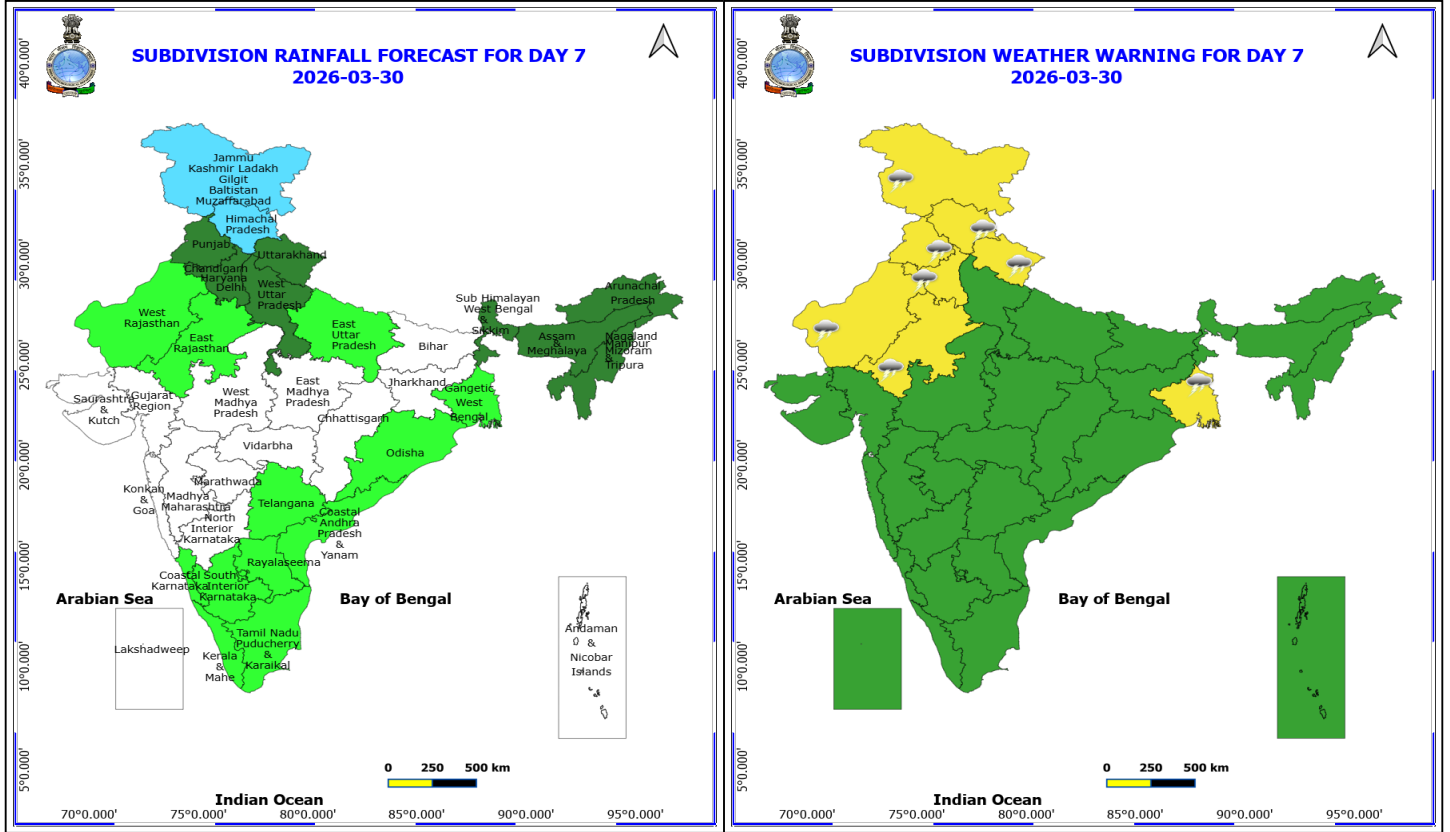 SUBDIVISION RAINFALL FORECAST FOR DAY 7
2026-03-30
40°0.000'
35°0.000'
30°0.000'
25°0.000'
20°0.000'
15°0.000'
10°0.000'
5°0.000'
Jammu
Kashmir Ladakh
Gilgit
Baltistan
Muzaffarabad
Himachal
Pradesh
Punjab
Uttarakhand
Chandigarh
Haryana
Delhi
West
Uttar
Pradesh
West
Rajasthan
East
Rajasthan
East
Uttar
Pradesh
Bihar
Sub Himalayan
West Bengal
&
Sikkim
Arunachal
Pradesh
Assam
&
Meghalaya
Nagaland
Manipur
Mizoram
&
Tripura
Saurashtra
&
Kutch
Gujarat
Region
West
Madhya
Pradesh
East
Madhya
Pradesh
Jharkhand
Gangetic
West
Bengal
Chhattisgarh
Vidarbha
Odisha
Konkan
&
Goa
Madhya
Maharashtra
Marathwada
North
Interior
Karnataka
Telangana
Coastal
Andhra
Pradesh
&
Yanam
Rayalaseema
Coastal
Karnataka
South
Interior
Karnataka
Arabian Sea
Bay of Bengal
Lakshadweep
Kerala
&
Mahe
Tamil Nadu
Puducherry
&
Karaikal
Andaman
&
Nicobar
Islands
0 250 500 km
Indian Ocean
70°0.000' 75°0.000' 80°0.000' 85°0.000' 90°0.000' 95°0.000'
SUBDIVISION WEATHER WARNING FOR DAY 7
2026-03-30
40°0.000'
35°0.000'
30°0.000'
25°0.000'
20°0.000'
15°0.000'
10°0.000'
5°0.000'
Arabian Sea
Bay of Bengal
0 250 500 km
Indian Ocean
70°0.000' 75°0.000' 80°0.000' 85°0.000' 90°0.000' 95°0.000'